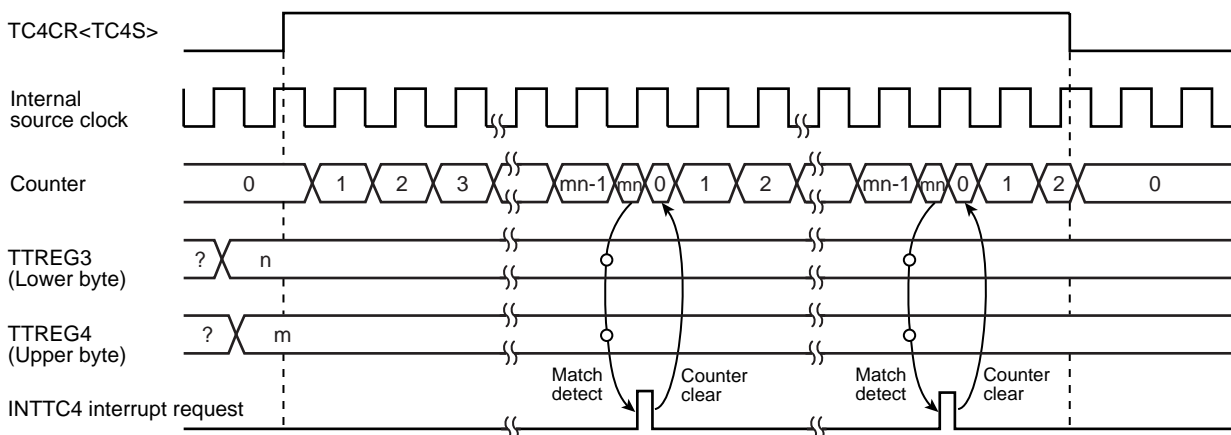 TC4CR<TC4S>
Internal
source clock
Counter
0 1 2 3 mn-1 mn 0 1 2 mn-1 mn 0 1 2 0
TTREG3
(Lower byte)
? n
TTREG4
(Upper byte)
? m
Match
detect
Counter
clear
Match
detect
Counter
clear
INTTC4 interrupt request